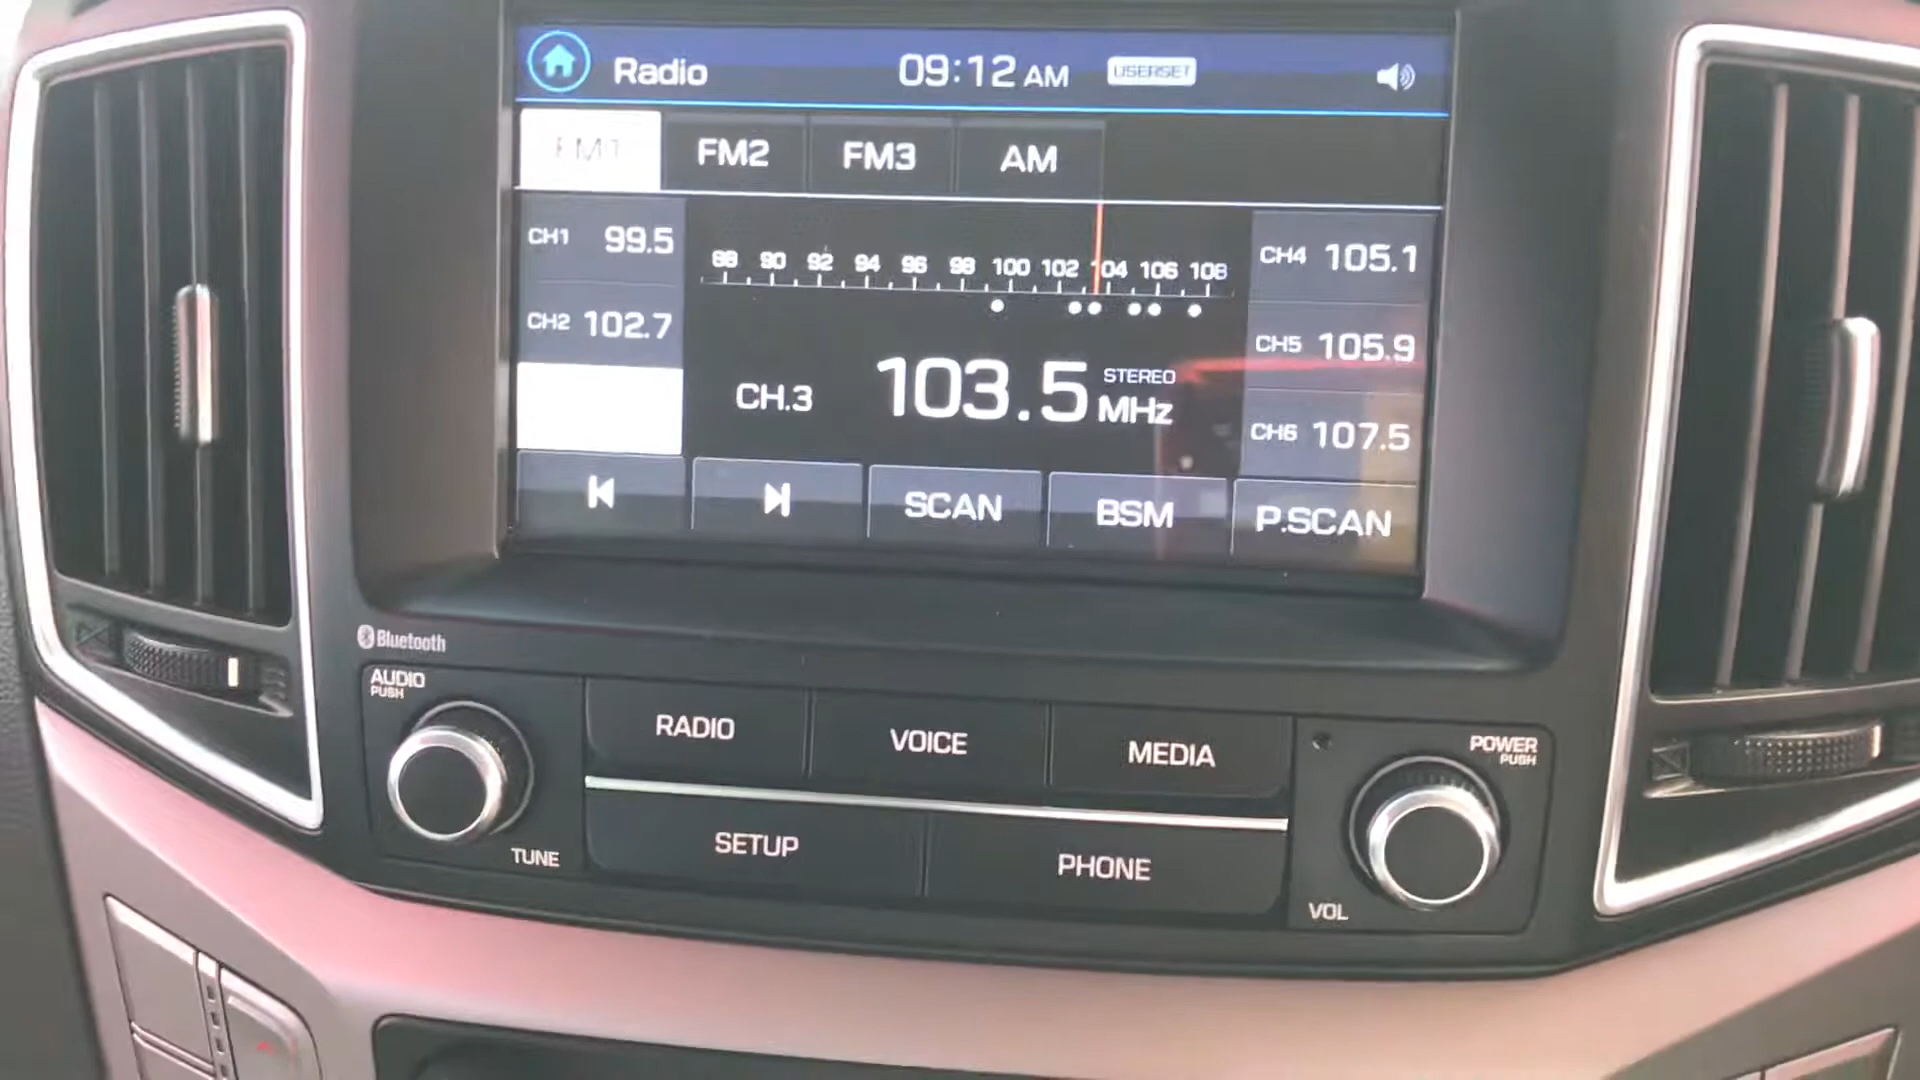 Radio 09:12 AM USERSET
FM1 FM2 FM3 AM
CH1 99.5
88 90 92 94 96 98 100 102 104 106 108
CH4 105.1
CH2 102.7
CH.3 103.5 STEREO MHz
CH5 105.9
CH6 107.5
SCAN BSM P.SCAN
Bluetooth
AUDIO
PUSH
RADIO VOICE MEDIA
POWER
PUSH
TUNE
SETUP PHONE
VOL